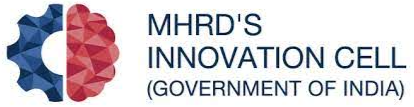 MHRD'S
INNOVATION CELL
(GOVERNMENT OF INDIA)